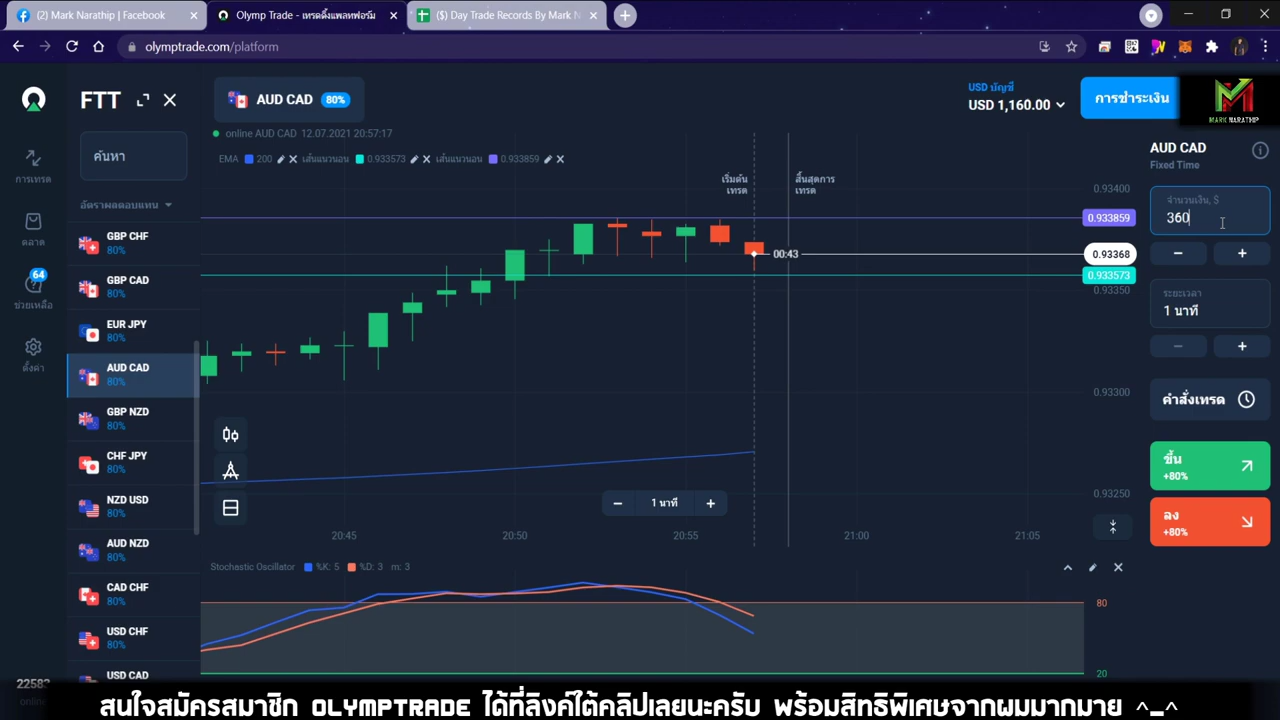 (2) Mark Narathip | Facebook
Olymp Trade - เทรดดิ้งแพลทฟอร์ม
($) Day Trade Records By Mark N
olymptrade.com/platform
FTT
AUD CAD 80%
USD บัญชี
USD 1,160.00
การชำระเงิน
MARK NARATHIP
online AUD CAD 12.07.2021 20:57:17
EMA 200 เส้นแนวนอน 0.933573 เส้นแนวนอน 0.933859
ค้นหา
อัตราผลตอบแทน
GBP CHF
80%
GBP CAD
80%
EUR JPY
80%
AUD CAD
80%
GBP NZD
80%
CHF JPY
80%
NZD USD
80%
AUD NZD
80%
CAD CHF
80%
USD CHF
80%
USD CAD
การเทรด
ตลาด
64
ช่วยเหลือ
ตั้งค่า
22583
online
เริ่มต้น
เทรด
สิ้นสุดการ
เทรด
00:43
0.93400
0.933859
0.93368
0.933573
0.93350
0.93300
0.93250
1 นาที
20:45 20:50 20:55 21:00 21:05
Stochastic Oscillator %K: 5 %D: 3 m: 3
80
20
AUD CAD
Fixed Time
จำนวนเงิน, $
360
ระยะเวลา
1 นาที
คำสั่งเทรด
ขึ้น
+80%
ลง
+80%
สนใจสมัครสมาชิก OLYMPTRADE ได้ที่ลิงค์ใต้คลิปเลยนะครับ พร้อมสิทธิพิเศษจากผมมากมาย ^_^